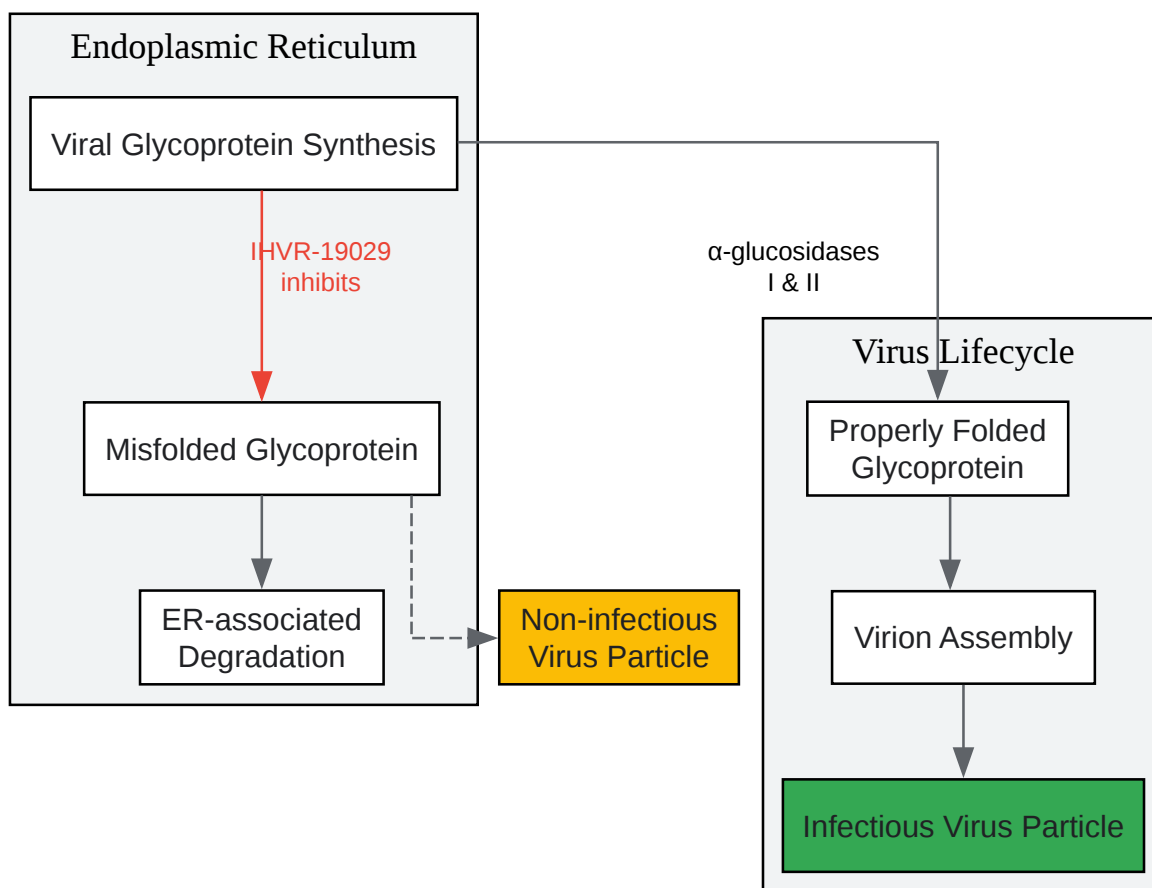 Endoplasmic Reticulum
Viral Glycoprotein Synthesis
IHVR-19029
inhibits
α-glucosidases
I & II
Virus Lifecycle
Misfolded Glycoprotein
Properly Folded
Glycoprotein
ER-associated
Degradation
Non-infectious
Virus Particle
Virion Assembly
Infectious Virus Particle